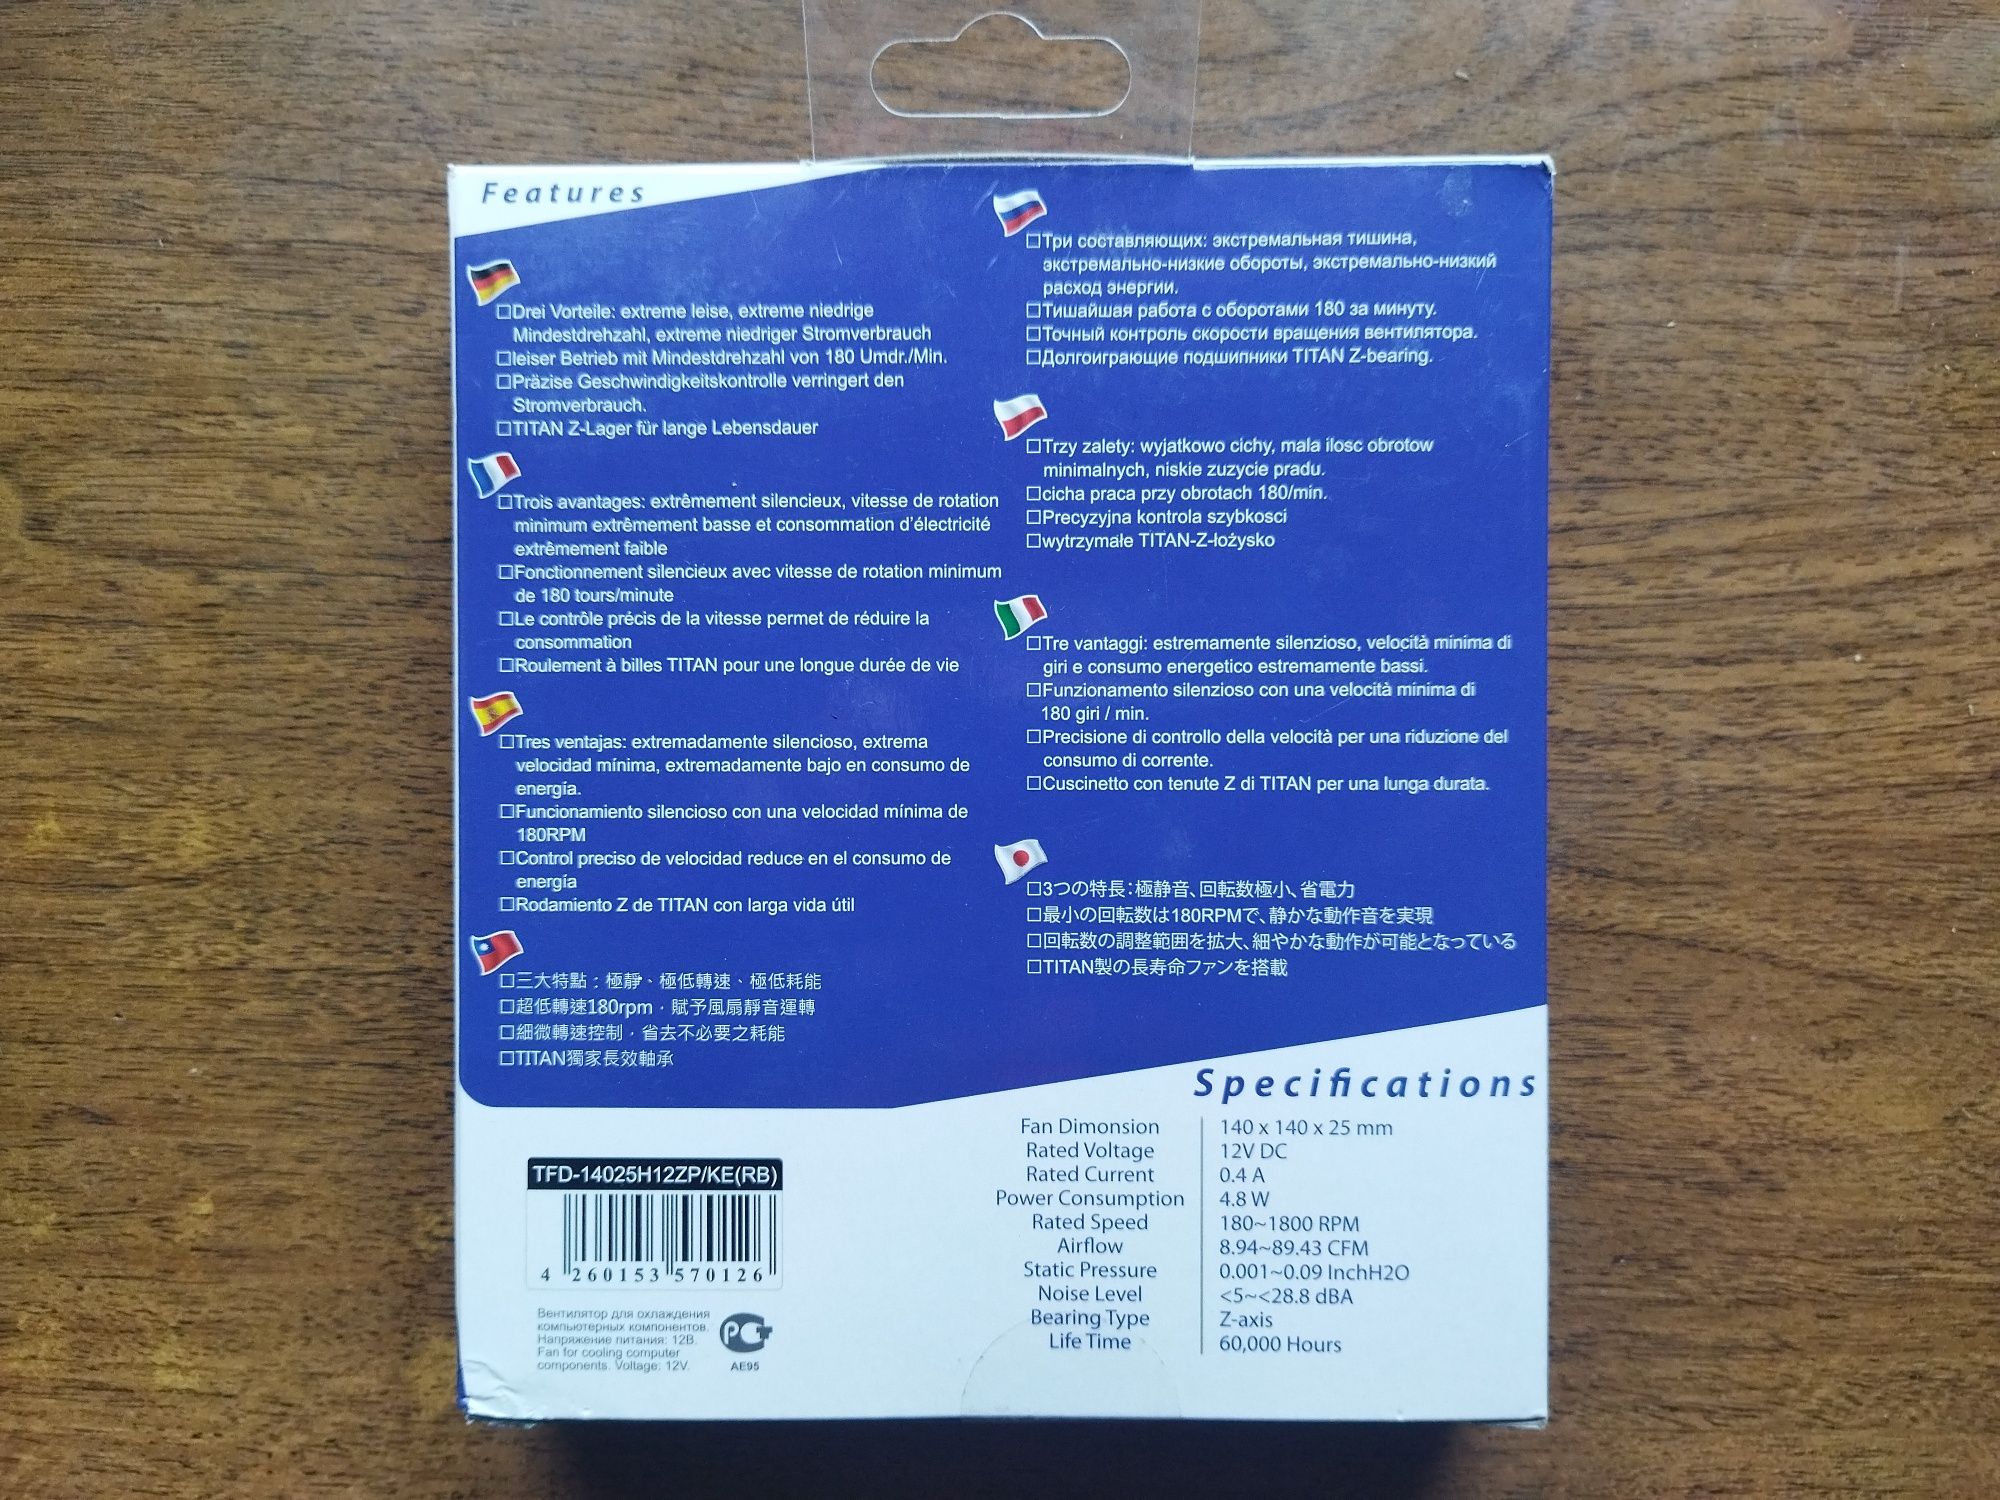 Features
□Drei Vorteile: extreme leise, extreme niedrige
Mindestdrehzahl, extreme niedriger Stromverbrauch
□leiser Betrieb mit Mindestdrehzahl von 180 Umdr./Min.
□Präzise Geschwindigkeitskontrolle verringert den
Stromverbrauch.
□TITAN Z-Lager für lange Lebensdauer
□Trois avantages: extrêmement silencieux, vitesse de rotation
minimum extrêmement basse et consommation d'électricité
extrêmement faible
□Fonctionnement silencieux avec vitesse de rotation minimum
de 180 tours/minute
□Le contrôle précis de la vitesse permet de réduire la
consommation
□Roulement à billes TITAN pour une longue durée de vie
□Tres ventajas: extremadamente silencioso, extrema
velocidad mínima, extremadamente bajo en consumo de
energía.
□Funcionamiento silencioso con una velocidad mínima de
180RPM
□Control preciso de velocidad reduce en el consumo de
energía
□Rodamiento Z de TITAN con larga vida útil
□三大特點：極靜、極低轉速、極低耗能
□超低轉速180rpm，賦予風扇靜音運轉
□細微轉速控制，省去不必要之耗能
□TITAN獨家長效軸承
□Три составляющих: экстремальная тишина,
экстремально-низкие обороты, экстремально-низкий
расход энергии.
□Тишайшая работа с оборотами 180 за минуту.
□Точный контроль скорости вращения вентилятора.
□Долгоиграющие подшипники TITAN Z-bearing.
□Trzy zalety: wyjatkowo cichy, mala ilosc obrotow
minimalnych, niskie zuzycie pradu.
□cicha praca przy obrotach 180/min.
□Precyzyjna kontrola szybkosci
□wytrzymałe TITAN-Z-łożysko
□Tre vantaggi: estremamente silenzioso, velocità minima di
giri e consumo energetico estremamente bassi.
□Funzionamento silenzioso con una velocità minima di
180 giri / min.
□Precisione di controllo della velocità per una riduzione del
consumo di corrente.
□Cuscinetto con tenute Z di TITAN per una lunga durata.
□3つの特長：極静音、回転数極小、省電力
□最小の回転数は180RPMで、静かな動作音を実現
□回転数の調整範囲を拡大、細やかな動作が可能となっている
□TITAN製の長寿命ファンを搭載
Specifications
Fan Dimonsion 140 x 140 x 25 mm
Rated Voltage 12V DC
Rated Current 0.4 A
Power Consumption 4.8 W
Rated Speed 180~1800 RPM
Airflow 8.94~89.43 CFM
Static Pressure 0.001~0.09 InchH2O
Noise Level <5~<28.8 dBA
Bearing Type Z-axis
Life Time 60,000 Hours
TFD-14025H12ZP/KE(RB)
4 260153 570126
Вентилятор для охлаждения
компьютерных компонентов.
Напряжение питания: 12В.
Fan for cooling computer
components. Voltage: 12V.
РСТ
AE95